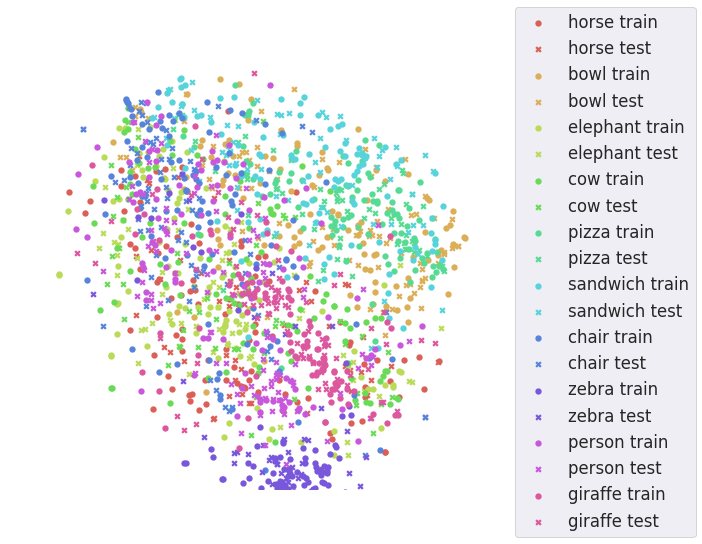 horse train
horse test
bowl train
bowl test
elephant train
elephant test
cow train
cow test
pizza train
pizza test
sandwich train
sandwich test
chair train
chair test
zebra train
zebra test
person train
person test
giraffe train
giraffe test